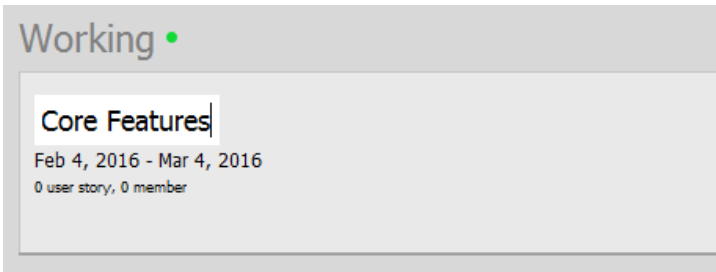 Working
Core Features
Feb 4, 2016 - Mar 4, 2016
0 user story, 0 member